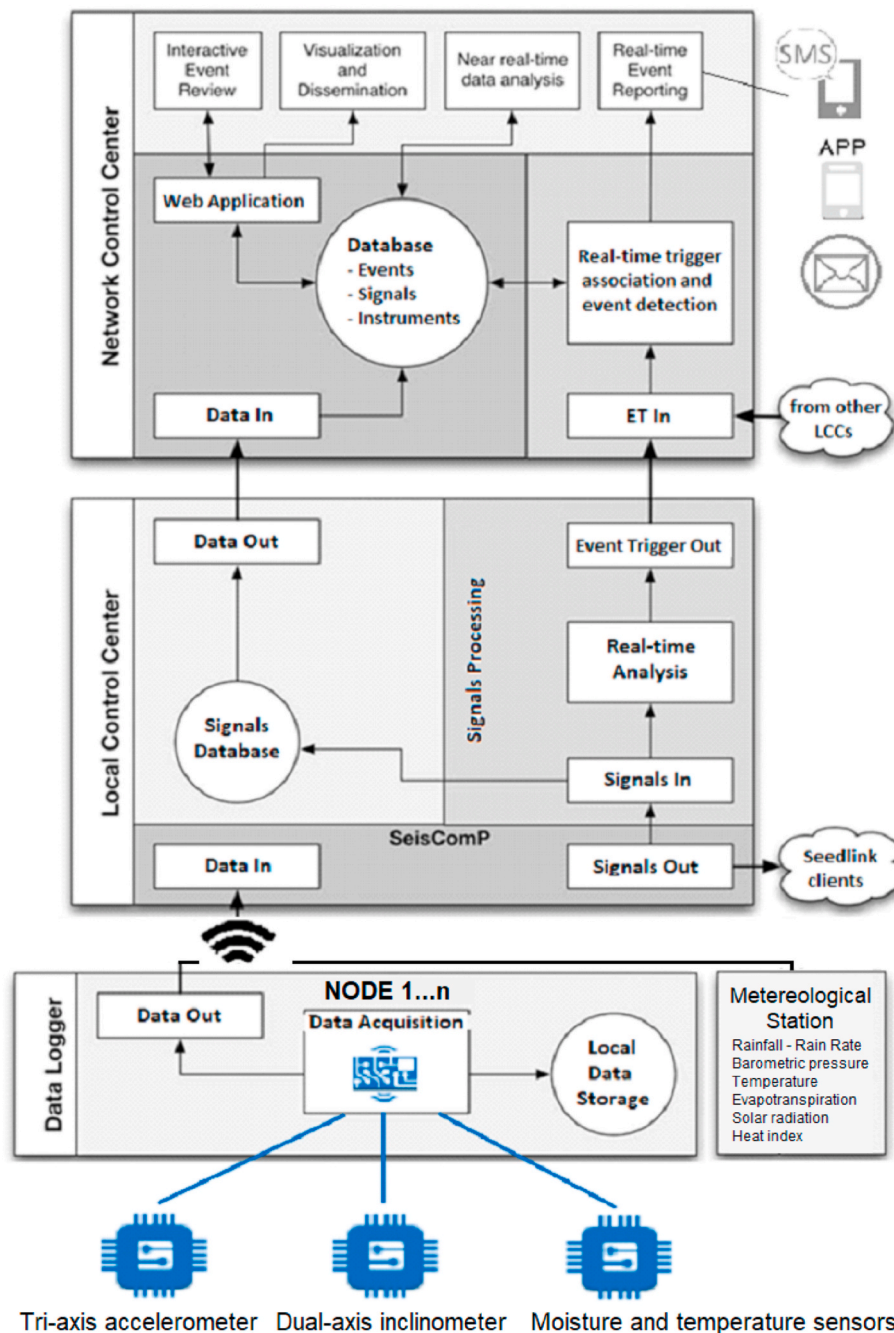 Network Control Center
Interactive
Event
Review
Visualization
and
Dissemination
Near real-time
data analysis
Real-time
Event
Reporting
SMS
APP
Web Application
Database
- Events
- Signals
- Instruments
Real-time trigger
association and
event detection
Data In
ET In
from other
LCCs
Local Control Center
Data Out
Event Trigger Out
Signals Processing
Real-time
Analysis
Signals
Database
Signals In
SeisComP
Data In
Signals Out
Seedlink
clients
Data Logger
Data Out
NODE 1...n
Data Acquisition
Local
Data
Storage
Metereological
Station
Rainfall - Rain Rate
Barometric pressure
Temperature
Evapotranspiration
Solar radiation
Heat index
Tri-axis accelerometer
Dual-axis inclinometer
Moisture and temperature sensors